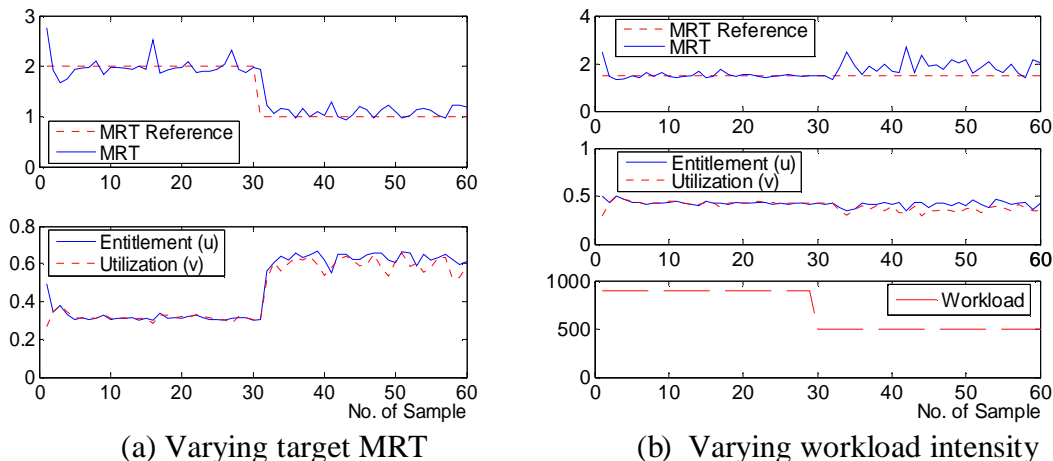 3
2
1
0
MRT Reference
MRT
0 10 20 30 40 50 60
0.8
0.6
0.4
0.2
0
Entitlement (u)
Utilization (v)
0 10 20 30 40 50 60
No. of Sample
(a) Varying target MRT
4
2
0
MRT Reference
MRT
0 10 20 30 40 50 60
1
0.5
0
Entitlement (u)
Utilization (v)
0 10 20 30 40 50 60
1000
500
0
Workload
0 10 20 30 40 50 60
No. of Sample
(b) Varying workload intensity